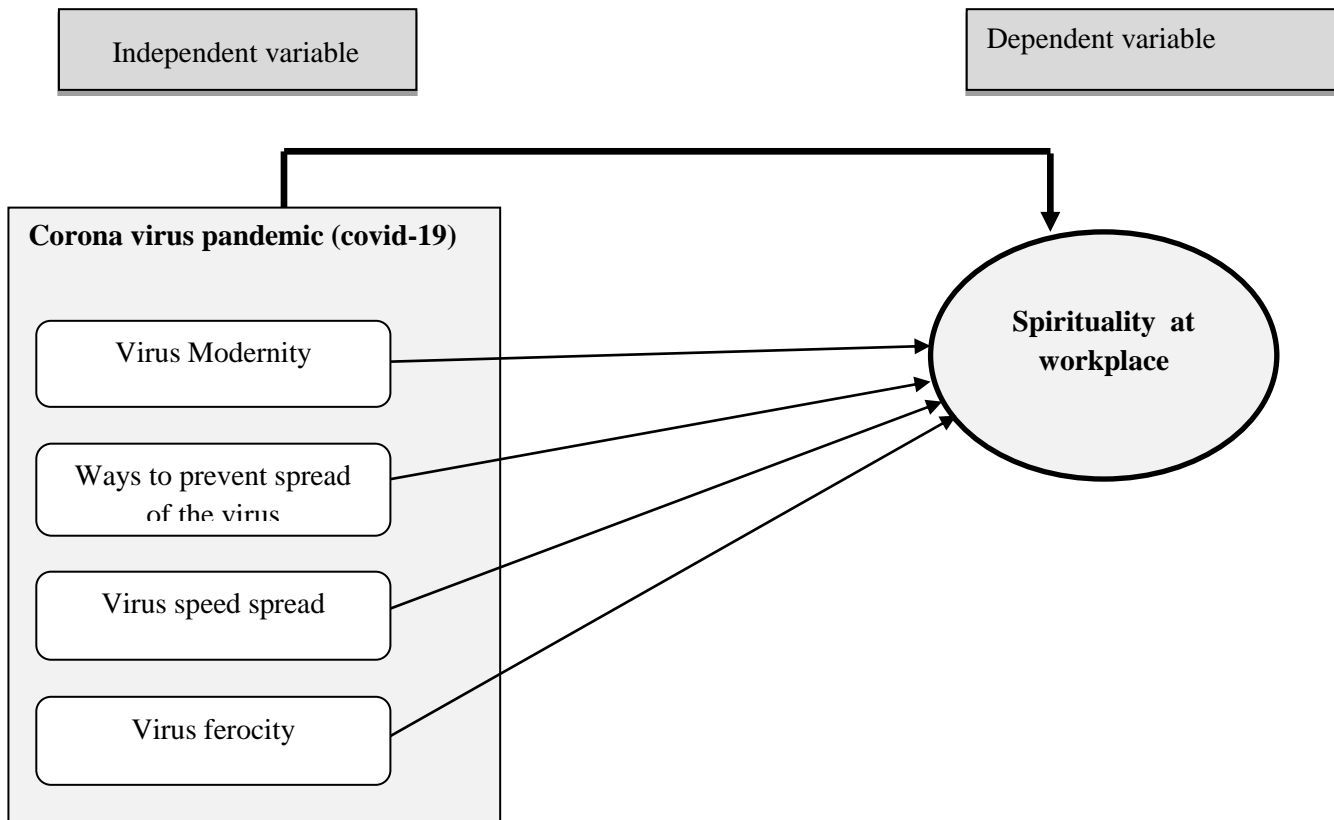 Independent variable
Dependent variable
Corona virus pandemic (covid-19)
Virus Modernity
Ways to prevent spread
of the virus
Virus speed spread
Virus ferocity
Spirituality at
workplace